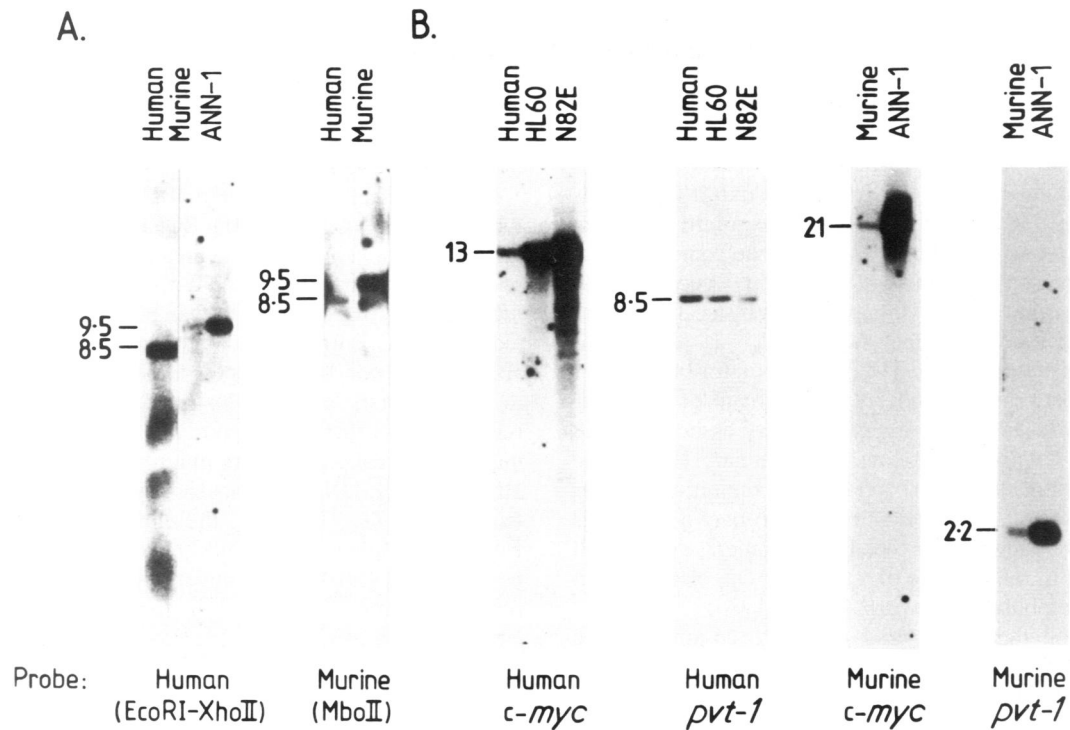 A.
B.
Human
Murine
ANN-1
Human
Murine
Human
HL60
N82E
Human
HL60
N82E
Murine
ANN-1
Murine
ANN-1
9·5
8·5
9·5
8·5
13
8·5
21
2·2
Probe: Human Murine Human Human Murine Murine
(EcoRI-XhoII) (MboII) c-myc pvt-1 c-myc pvt-1